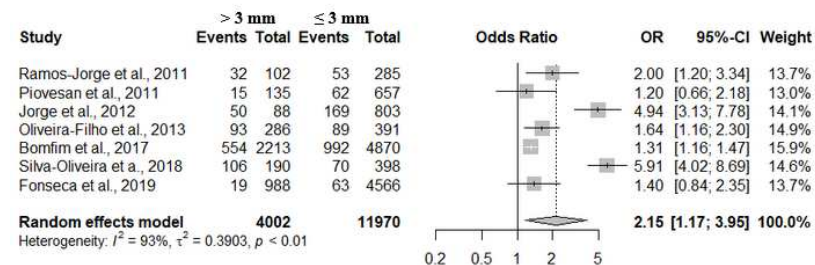 > 3 mm ≤ 3 mm
Study Events Total Events Total Odds Ratio OR 95%-CI Weight
Ramos-Jorge et al., 2011 32 102 53 285 2.00 [1.20; 3.34] 13.7%
Piovesan et al., 2011 15 135 62 657 1.20 [0.66; 2.18] 13.0%
Jorge et al., 2012 50 88 169 803 4.94 [3.13; 7.78] 14.1%
Oliveira-Filho et al., 2013 93 286 89 391 1.64 [1.16; 2.30] 14.9%
Bomfim et al., 2017 554 2213 992 4870 1.31 [1.16; 1.47] 15.9%
Silva-Oliveira et a., 2018 106 190 70 398 5.91 [4.02; 8.69] 14.6%
Fonseca et al., 2019 19 988 63 4566 1.40 [0.84; 2.35] 13.7%
Random effects model 4002 11970 2.15 [1.17; 3.95] 100.0%
Heterogeneity: I² = 93%, τ² = 0.3903, p < 0.01
0.2 0.5 1 2 5